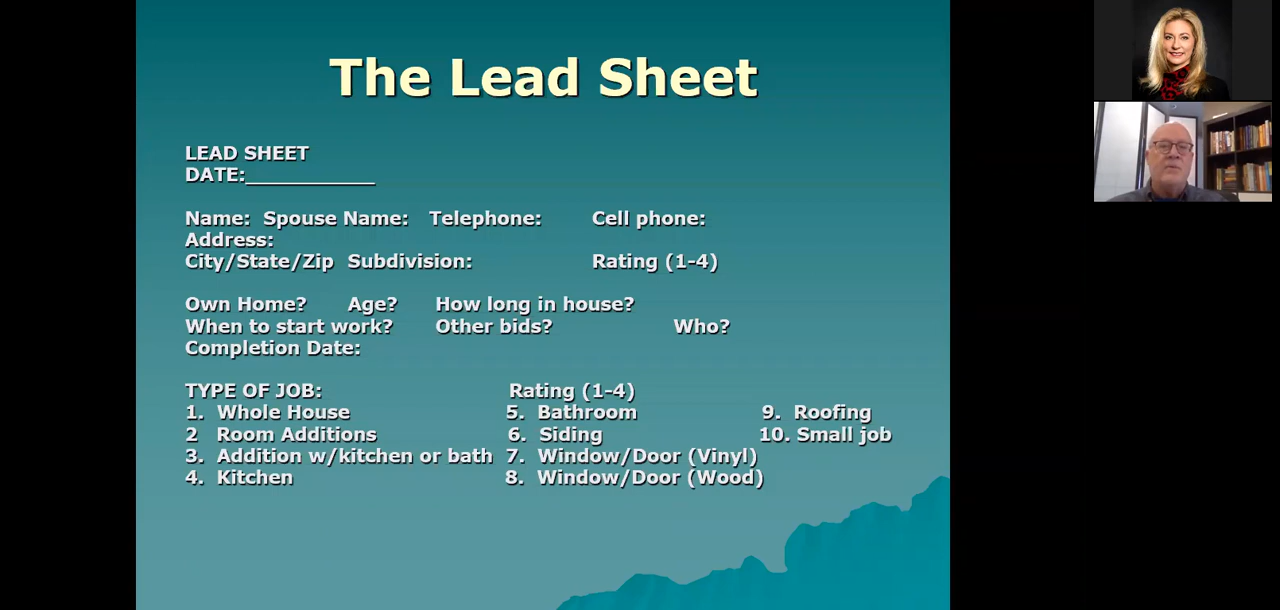 The Lead Sheet
LEAD SHEET
DATE:__________
Name: Spouse Name: Telephone: Cell phone:
Address:
City/State/Zip Subdivision: Rating (1-4)
Own Home? Age? How long in house?
When to start work? Other bids? Who?
Completion Date:
TYPE OF JOB: Rating (1-4)
1. Whole House 5. Bathroom 9. Roofing
2 Room Additions 6. Siding 10. Small job
3. Addition w/kitchen or bath 7. Window/Door (Vinyl)
4. Kitchen 8. Window/Door (Wood)